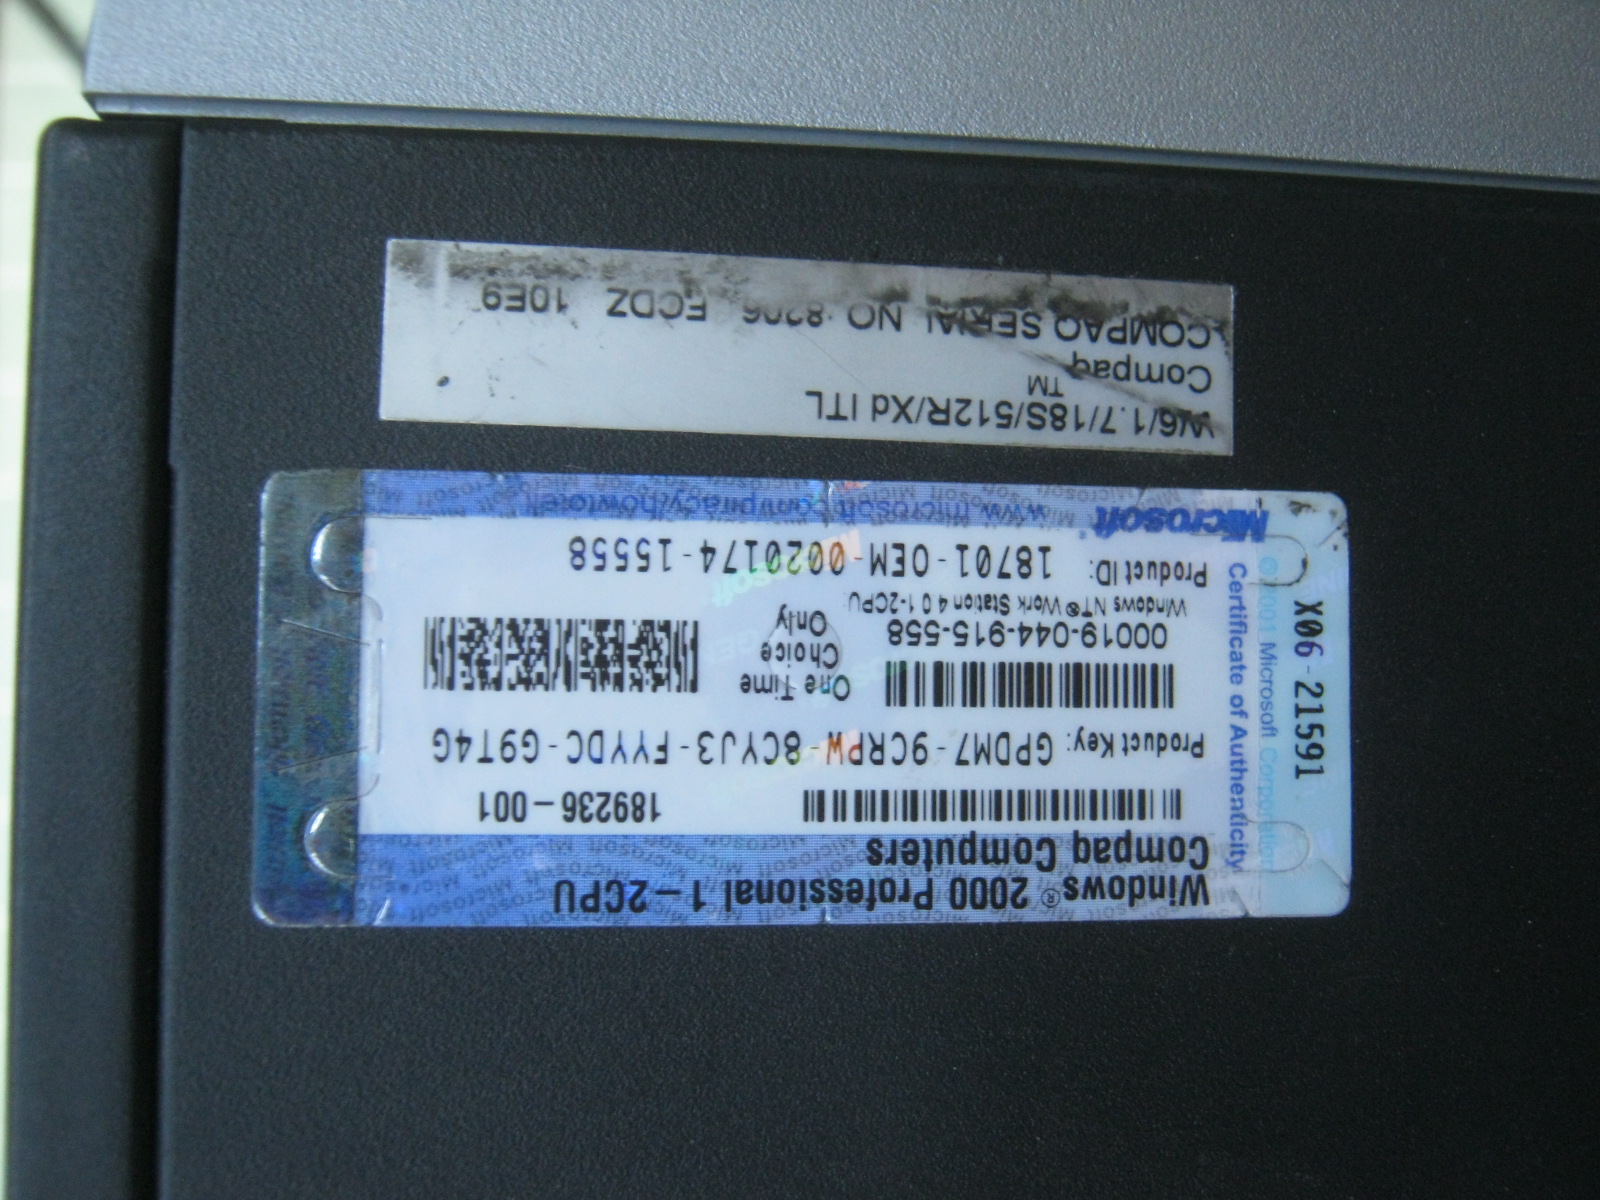 Windows® 2000 Professional 1-2CPU
Compaq Computers
189236-001
Product Key: GPDM7-9CRPW-8CYJ3-FYYDC-G9T4G
One Time
Choice
Only
00019-044-915-558
Windows NT® Work Station 4.0 1-2CPU
Product ID: 18701-OEM-0020174-15558
Microsoft® www.microsoft.com/piracy/howtotell
Certificate of Authenticity
©2001 Microsoft Corporation
X06-21591
W6/1.7/18S/512R/Xd ITL
Compaq TM
COMPAQ SERIAL NO 8206 FCDZ 10E9